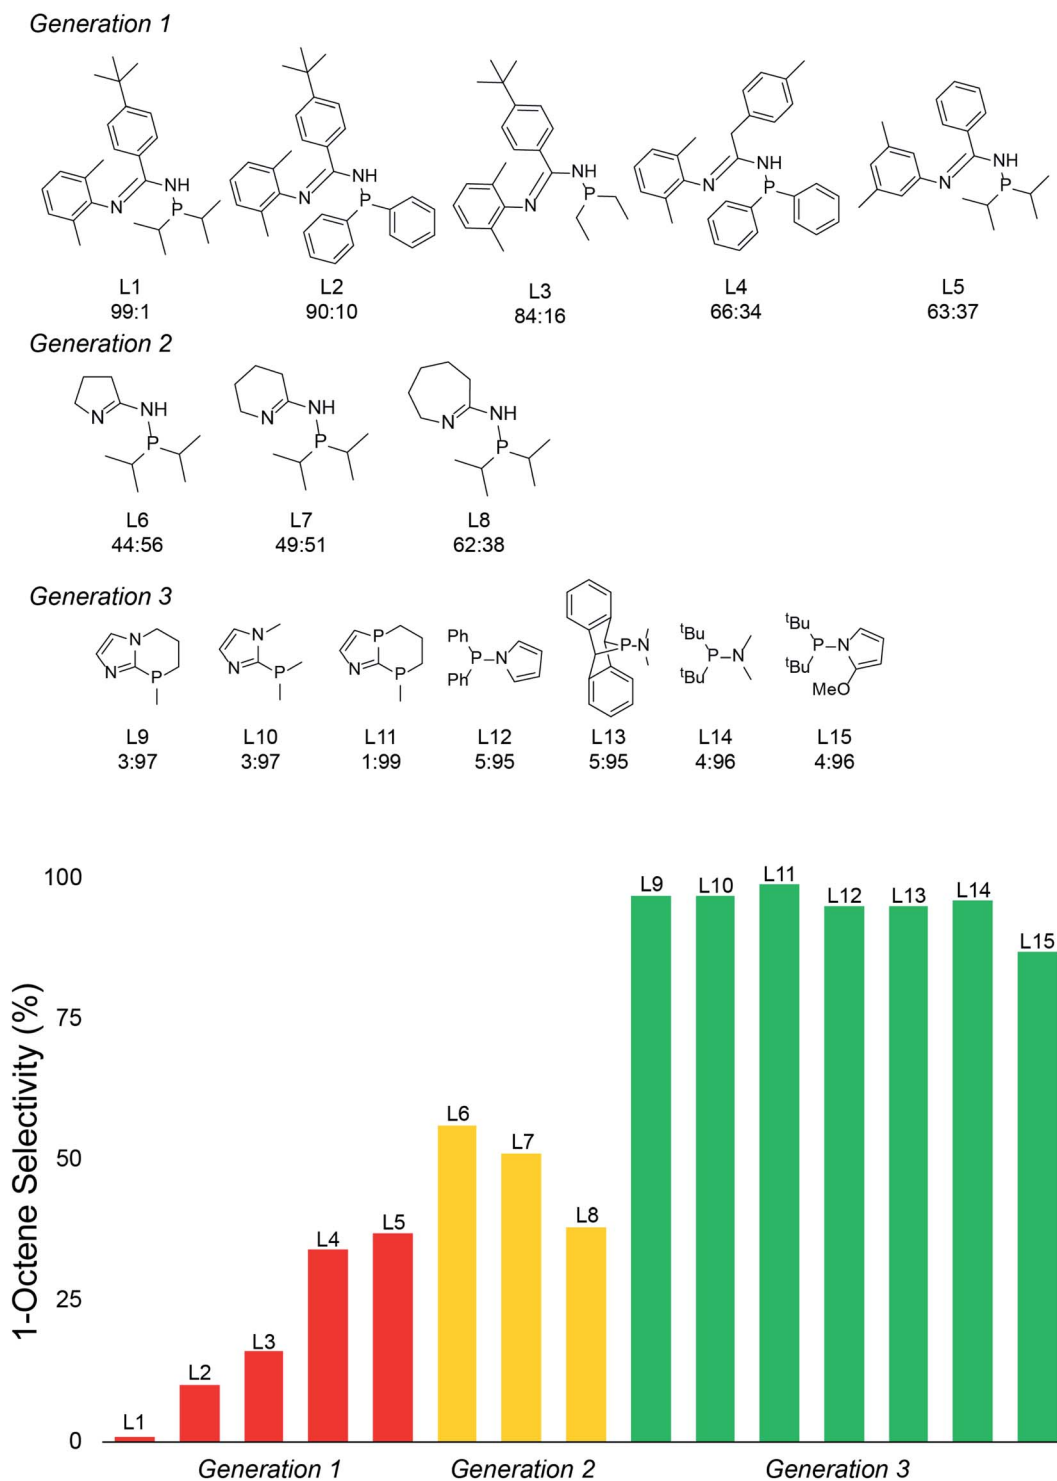 Generation 1
NH
N
P
NH
N
P
NH
N
P
NH
N
P
NH
N
P
L1 L2 L3 L4 L5
99:1 90:10 84:16 66:34 63:37
Generation 2
N NH
P
N NH
P
N NH
P
L6 L7 L8
44:56 49:51 62:38
Generation 3
N
N
P
N
N
P
P
N
P
Ph
P N
Ph
P-N
tBu
P-N
tBu
tBu
P-N
tBu
MeO
L9 L10 L11 L12 L13 L14 L15
3:97 3:97 1:99 5:95 5:95 4:96 4:96
1-Octene Selectivity (%)
100
75
50
25
0
L1 L2 L3 L4 L5 L6 L7 L8 L9 L10 L11 L12 L13 L14 L15
Generation 1 Generation 2 Generation 3